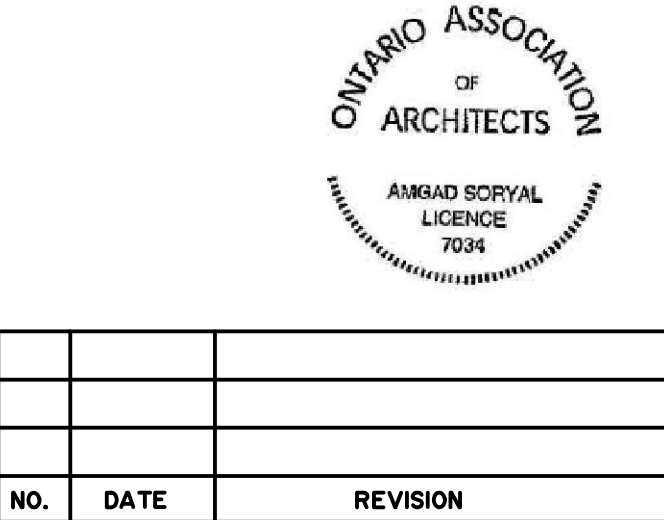 ONTARIO ASSOCIATION
OF
ARCHITECTS
AMGAD SORYAL
LICENCE
7034
NO. DATE REVISION